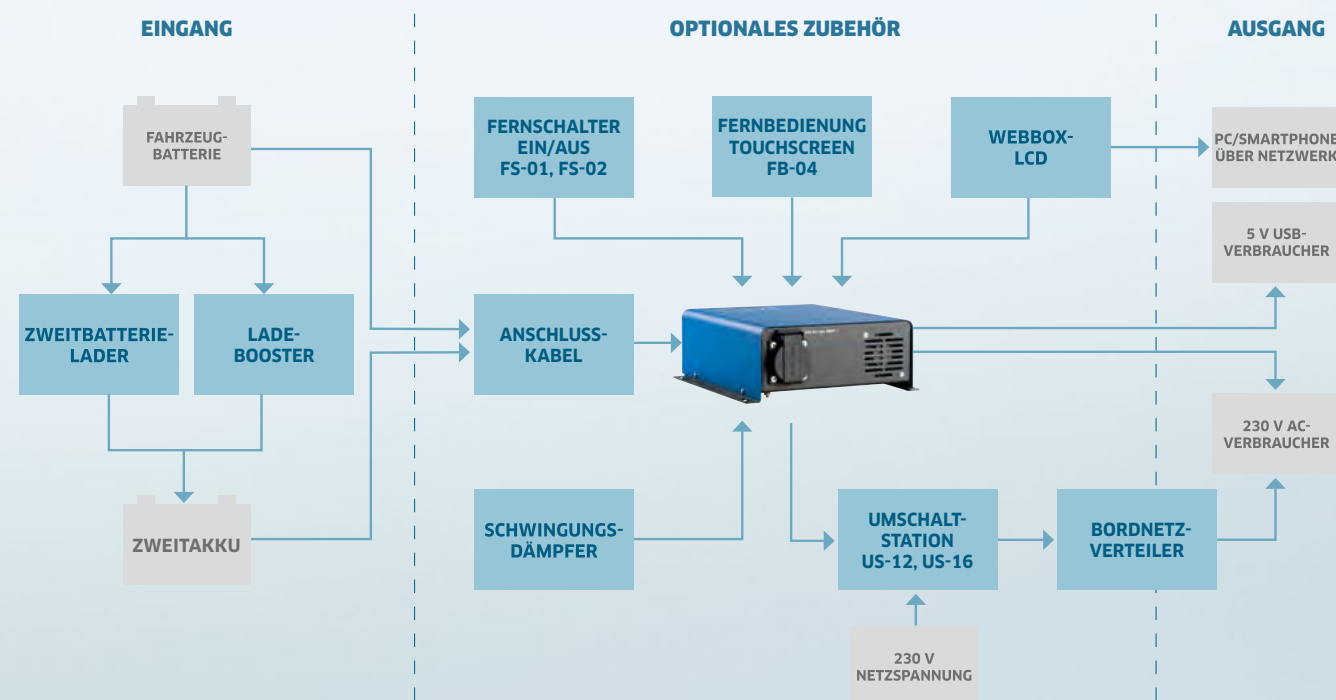 EINGANG
OPTIONALES ZUBEHÖR
AUSGANG
FAHRZEUG-
BATTERIE
FERNSCHALTER
EIN/AUS
FS-01, FS-02
FERNBEDIENUNG
TOUCHSCREEN
FB-04
WEBBOX-
LCD
PC/SMARTPHONE
ÜBER NETZWERK
5 V USB-
VERBRAUCHER
ZWEITBATTERIE-
LADER
LADE-
BOOSTER
ANSCHLUSS-
KABEL
230 V AC-
VERBRAUCHER
ZWEITAKKU
SCHWINGUNGS-
DÄMPFER
UMSCHALT-
STATION
US-12, US-16
BORDNETZ-
VERTEILER
230 V
NETZSPANNUNG